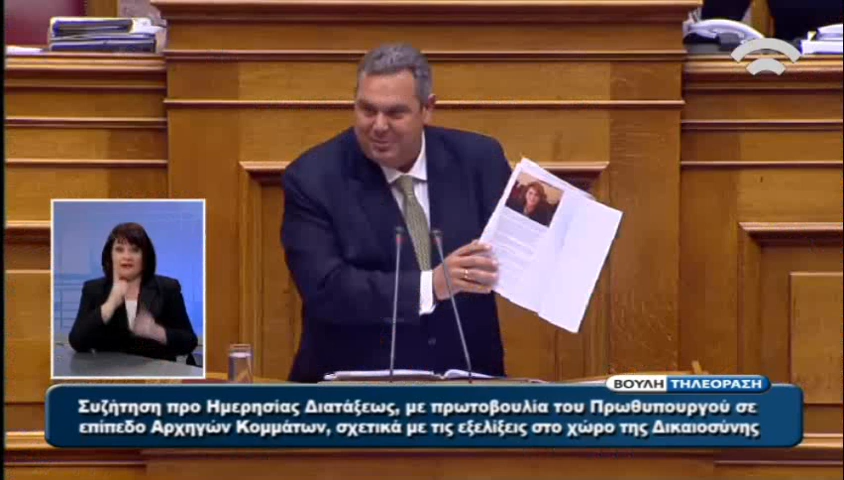 ΒΟΥΛΗ ΤΗΛΕΟΡΑΣΗ
Συζήτηση προ Ημερησίας Διατάξεως, με πρωτοβουλία του Πρωθυπουργού σε
επίπεδο Αρχηγών Κομμάτων, σχετικά με τις εξελίξεις στο χώρο της Δικαιοσύνης